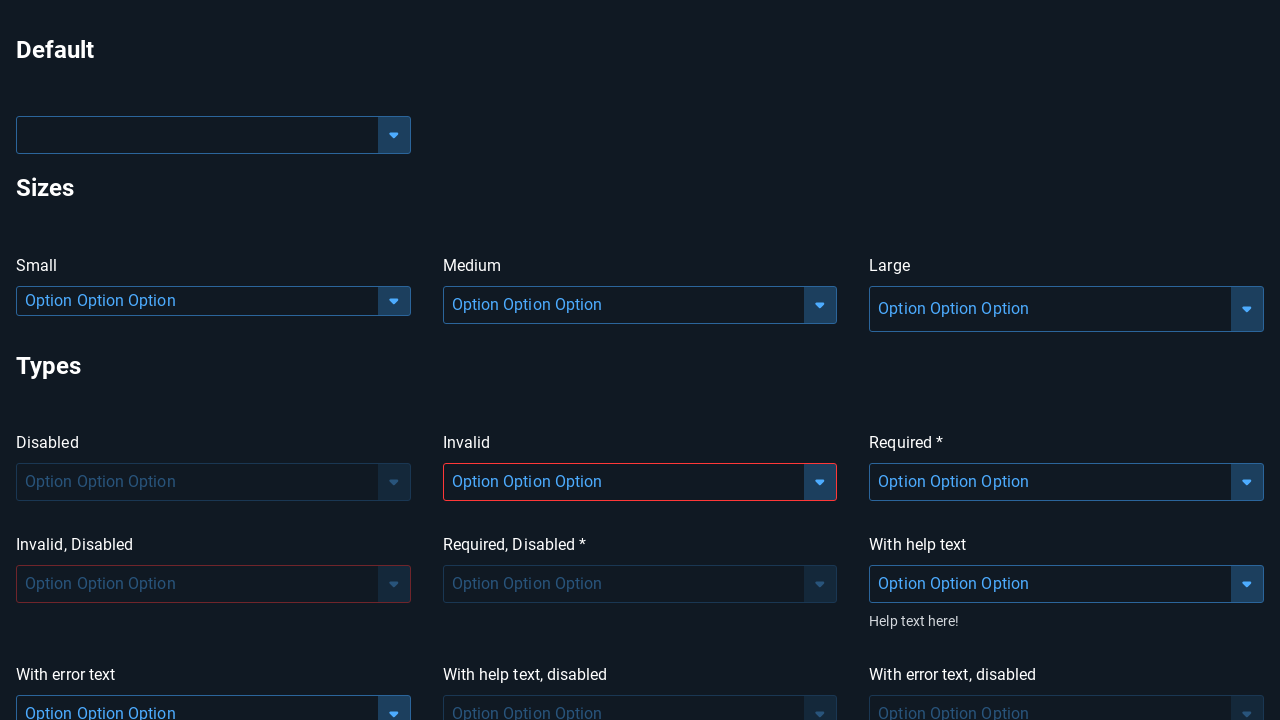 Default
Sizes
Small
Medium
Large
Option Option Option
Option Option Option
Option Option Option
Types
Disabled
Invalid
Required *
Option Option Option
Option Option Option
Option Option Option
Invalid, Disabled
Required, Disabled *
With help text
Option Option Option
Option Option Option
Option Option Option
Help text here!
With error text
With help text, disabled
With error text, disabled
Option Option Option
Option Option Option
Option Option Option